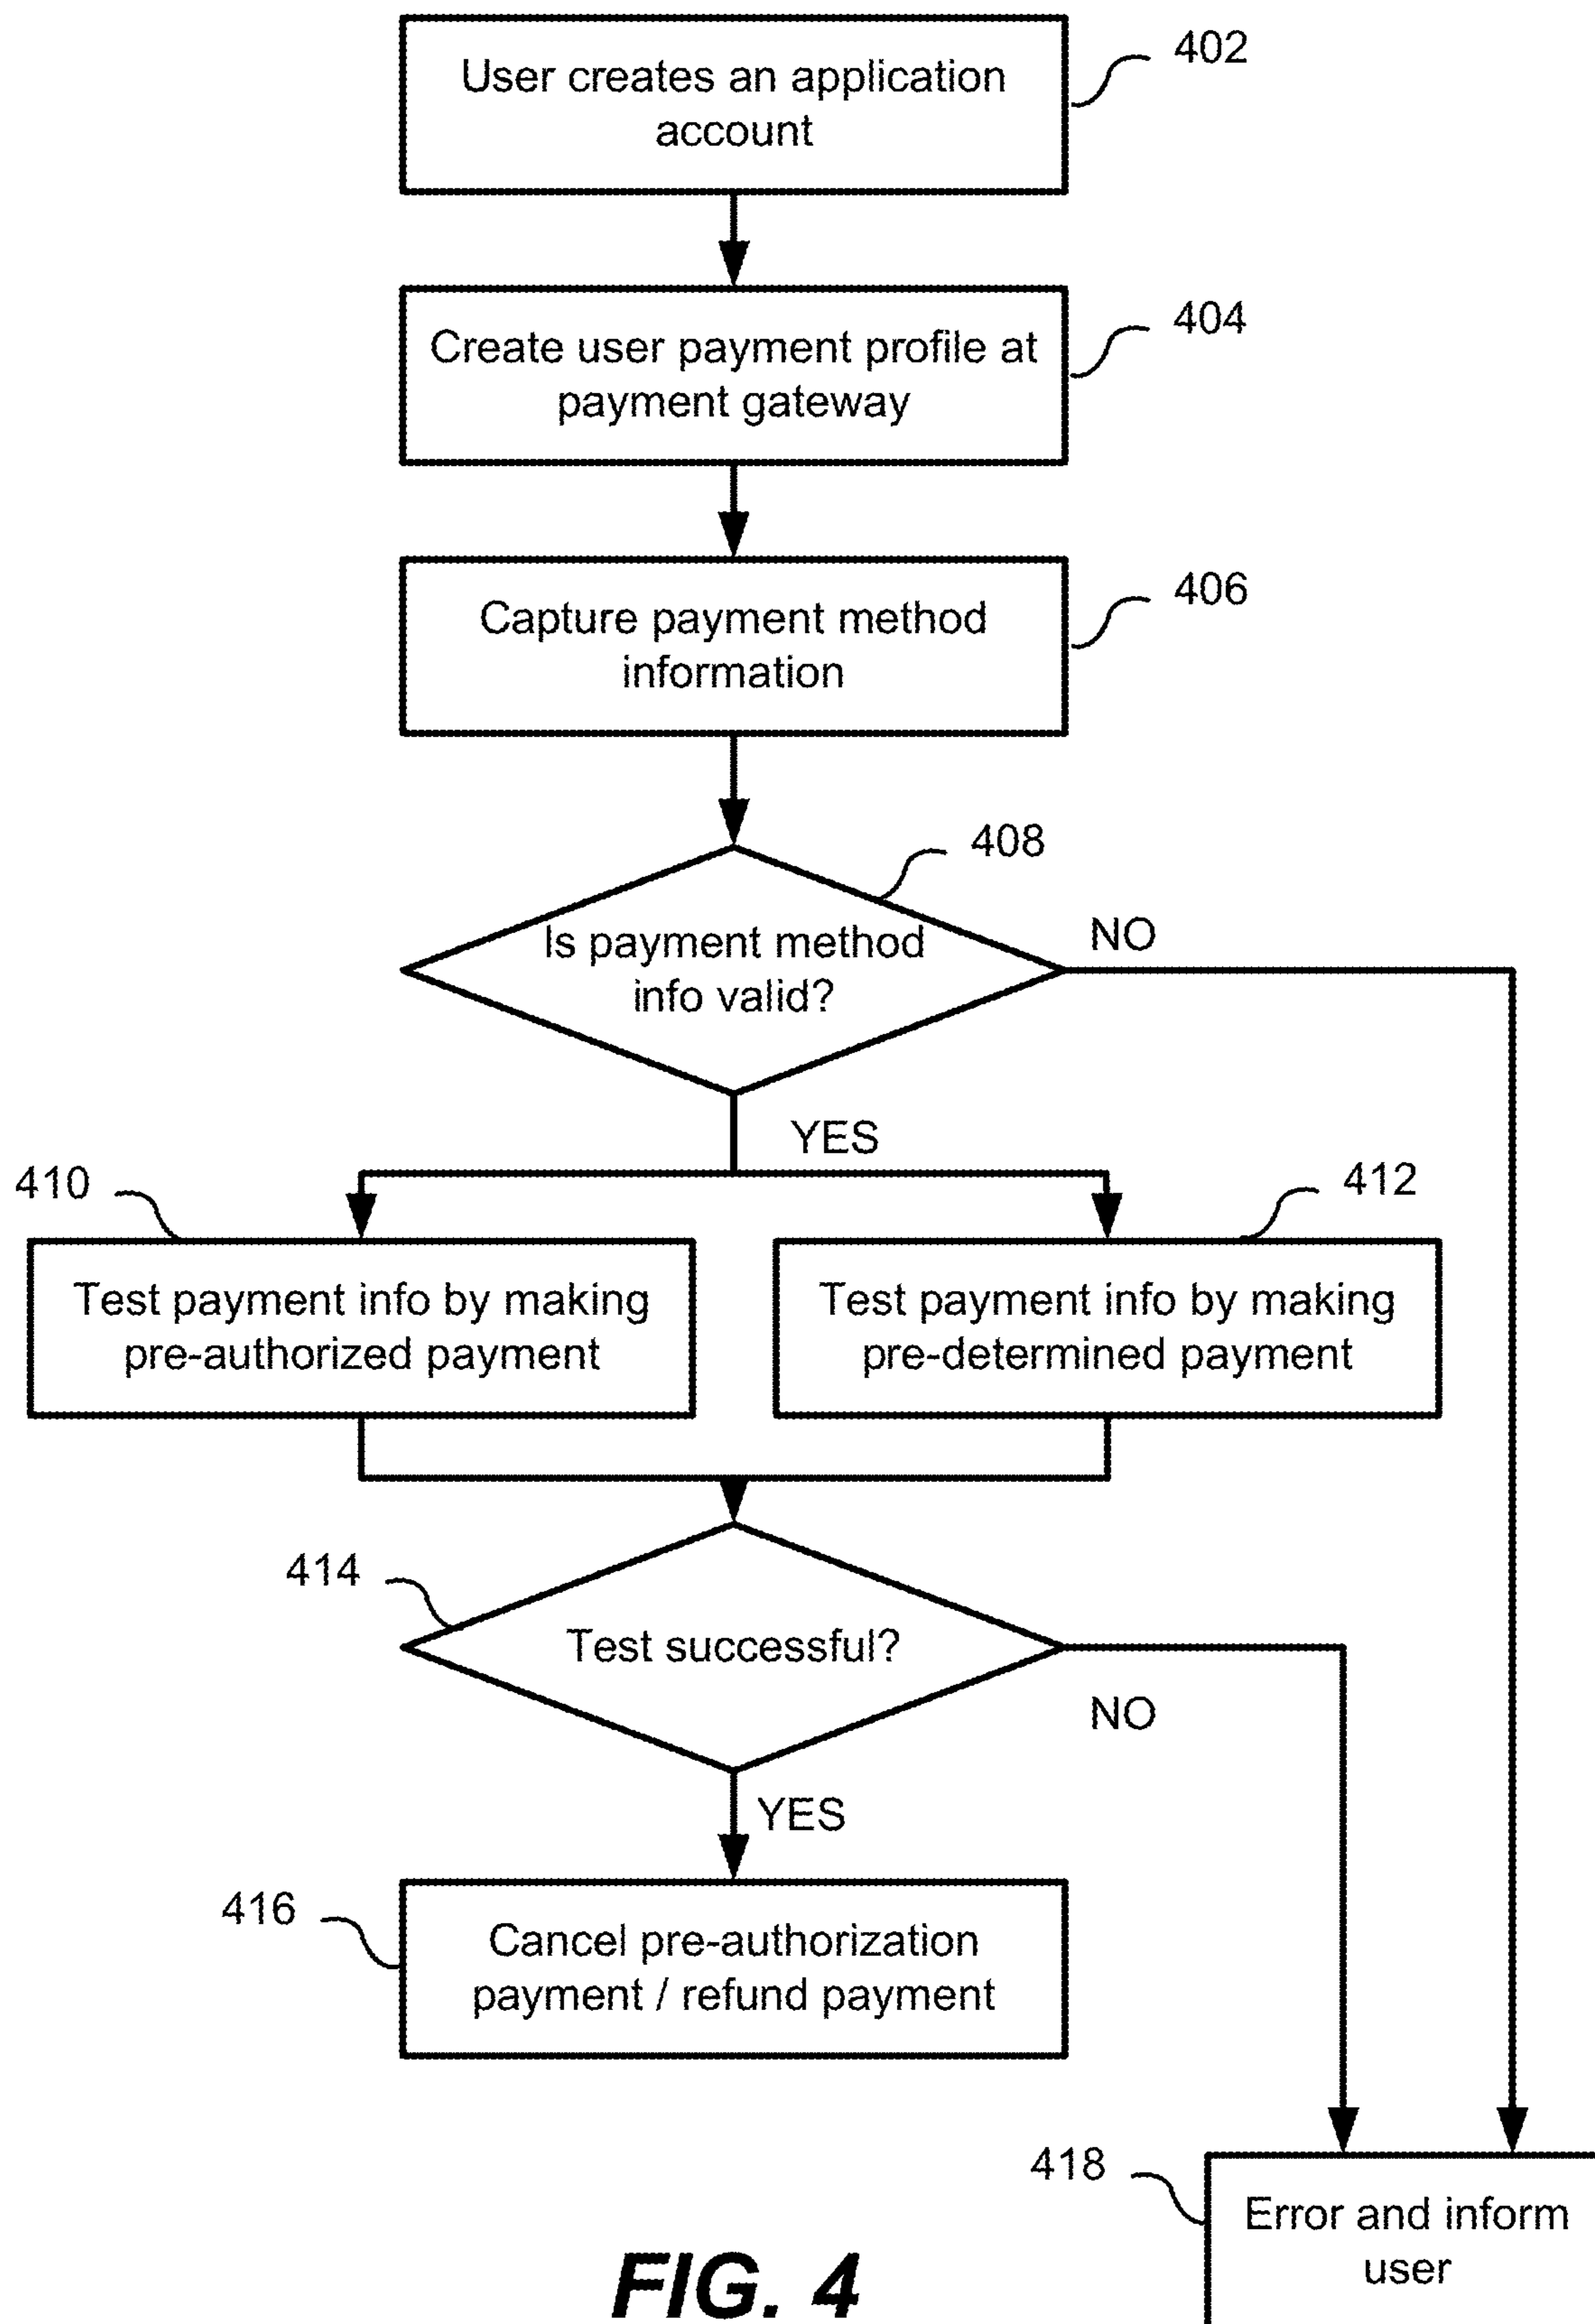 User creates an application
account
402
Create user payment profile at
payment gateway
404
Capture payment method
information
406
408
Is payment method
info valid?
NO
YES
410
412
Test payment info by making
pre-authorized payment
Test payment info by making
pre-determined payment
414
Test successful?
NO
YES
416
Cancel pre-authorization
payment / refund payment
418
Error and inform
user
FIG. 4